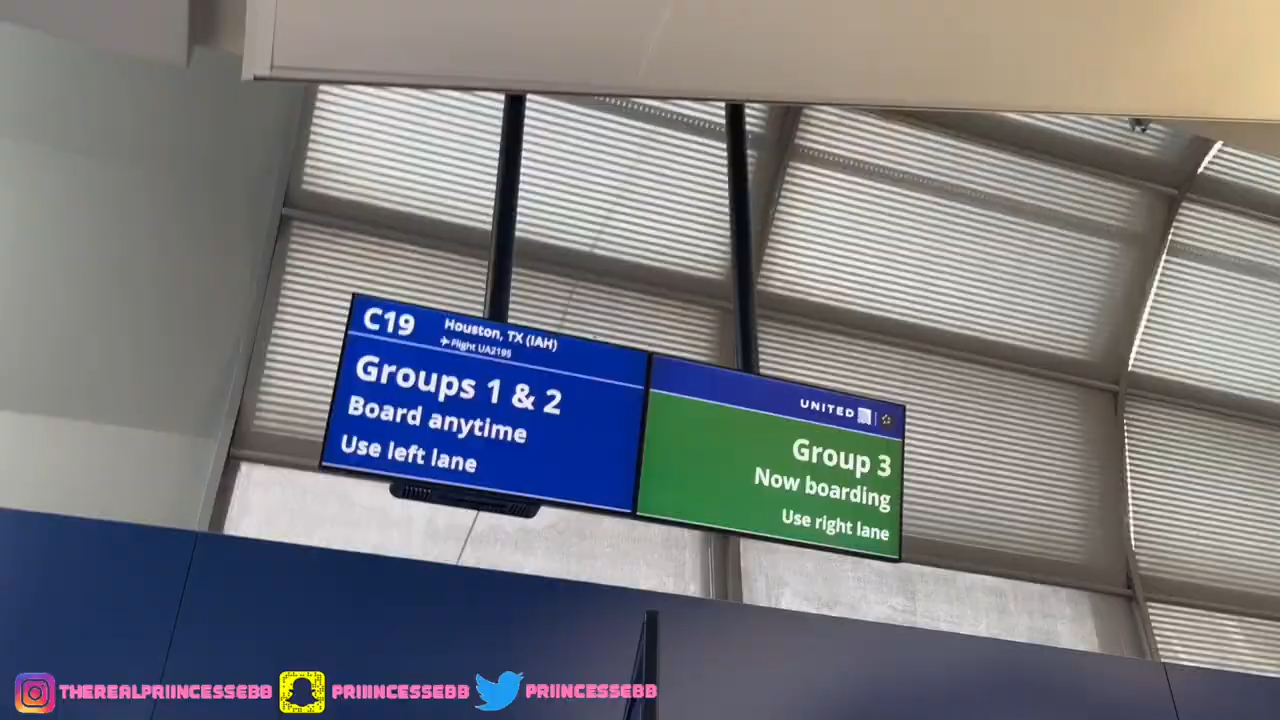 C19
Houston, TX (IAH)
Flight UA2195
Groups 1 & 2
Board anytime
Use left lane
UNITED
Group 3
Now boarding
Use right lane
THEREALPRIINCESSEBB
PRIIINCESSEBB
PRIINCESSEBB